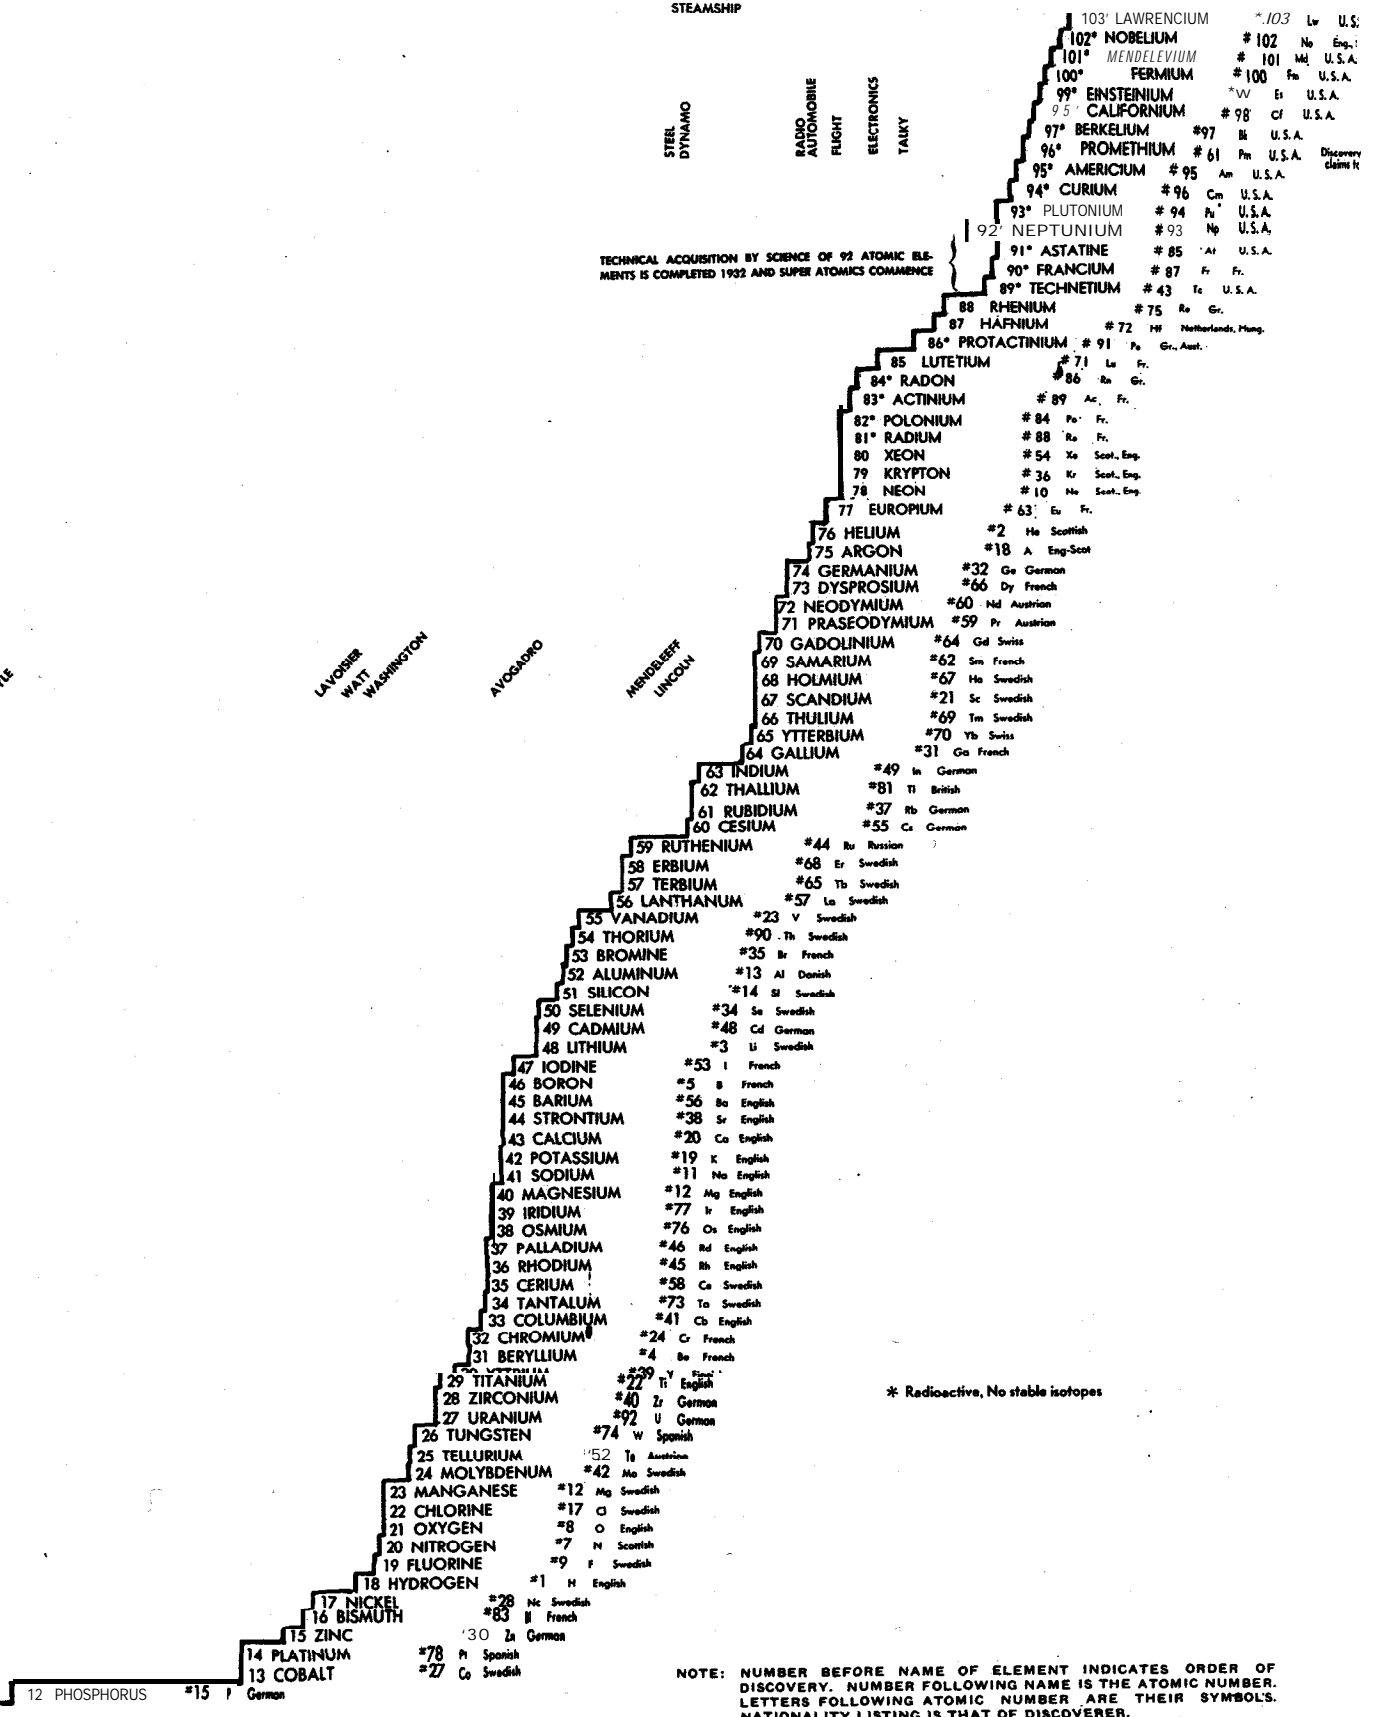 STEAMSHIP
103' LAWRENCIUM *.103 Lw U.S.
102* NOBELIUM #102 No Eng.,
101* MENDELEVIUM # 101 Md U.S.A.
100* FERMIUM #100 Fm U.S.A.
99* EINSTEINIUM *W Es U.S.A.
95' CALIFORNIUM #98 Cf U.S.A.
97* BERKELIUM #97 Bk U.S.A.
96* PROMETHIUM #61 Pm U.S.A. Discovery
claims to
95* AMERICIUM #95 Am U.S.A.
94* CURIUM #96 Cm U.S.A.
93* PLUTONIUM #94 Pu U.S.A.
92' NEPTUNIUM #93 Np U.S.A.
91* ASTATINE #85 At U.S.A.
90* FRANCIUM #87 Fr Fr.
89* TECHNETIUM #43 Tc U.S.A.
STEEL
DYNAMO
RADIO
AUTOMOBILE
FLIGHT
ELECTRONICS
TALKY
TECHNICAL ACQUISITION BY SCIENCE OF 92 ATOMIC ELE-
MENTS IS COMPLETED 1932 AND SUPER ATOMICS COMMENCE
88 RHENIUM #75 Re Gr.
87 HAFNIUM #72 Hf Netherlands, Hung.
86* PROTACTINIUM #91 Pa Gr., Aust.
85 LUTETIUM #71 Lu Fr.
84* RADON #86 Rn Gr.
83* ACTINIUM #89 Ac Fr.
82* POLONIUM #84 Po Fr.
81* RADIUM #88 Ra Fr.
80 XEON #54 Xe Scot., Eng.
79 KRYPTON #36 Kr Scot., Eng.
78 NEON #10 Ne Scot., Eng.
77 EUROPIUM #63 Eu Fr.
76 HELIUM #2 He Scottish
75 ARGON #18 A Eng-Scot
74 GERMANIUM #32 Ge German
73 DYSPROSIUM #66 Dy French
72 NEODYMIUM #60 Nd Austrian
71 PRASEODYMIUM #59 Pr Austrian
70 GADOLINIUM #64 Gd Swiss
69 SAMARIUM #62 Sm French
68 HOLMIUM #67 Ho Swedish
67 SCANDIUM #21 Sc Swedish
66 THULIUM #69 Tm Swedish
65 YTTERBIUM #70 Yb Swiss
64 GALLIUM #31 Ga French
LAVOISIER
WATT
WASHINGTON
AVOGADRO
MENDELEEFF
LINCOLN
63 INDIUM #49 In German
62 THALLIUM #81 Tl British
61 RUBIDIUM #37 Rb German
60 CESIUM #55 Cs German
59 RUTHENIUM #44 Ru Russian
58 ERBIUM #68 Er Swedish
57 TERBIUM #65 Tb Swedish
56 LANTHANUM #57 La Swedish
55 VANADIUM #23 V Swedish
54 THORIUM #90 Th Swedish
53 BROMINE #35 Br French
52 ALUMINUM #13 Al Danish
51 SILICON #14 Si Swedish
50 SELENIUM #34 Se Swedish
49 CADMIUM #48 Cd German
48 LITHIUM #3 Li Swedish
47 IODINE #53 I French
46 BORON #5 B French
45 BARIUM #56 Ba English
44 STRONTIUM #38 Sr English
43 CALCIUM #20 Ca English
42 POTASSIUM #19 K English
41 SODIUM #11 Na English
40 MAGNESIUM #12 Mg English
39 IRIDIUM #77 Ir English
38 OSMIUM #76 Os English
37 PALLADIUM #46 Rd English
36 RHODIUM #45 Rh English
35 CERIUM #58 Ce Swedish
34 TANTALUM #73 Ta Swedish
33 COLUMBIUM #41 Cb English
32 CHROMIUM #24 Cr French
31 BERYLLIUM #4 Be French
#39 Y
29 TITANIUM #22 Ti English
28 ZIRCONIUM #40 Zr German
27 URANIUM #92 U German
26 TUNGSTEN #74 W Spanish
25 TELLURIUM '52 Te Austrian
24 MOLYBDENUM #42 Mo Swedish
23 MANGANESE #12 Mg Swedish
22 CHLORINE #17 Cl Swedish
21 OXYGEN #8 O English
20 NITROGEN #7 N Scottish
19 FLUORINE #9 F Swedish
18 HYDROGEN #1 H English
17 NICKEL #28 Nc Swedish
16 BISMUTH #83 Bi French
15 ZINC '30 Zn German
14 PLATINUM #78 Pt Spanish
13 COBALT #27 Co Swedish
12 PHOSPHORUS #15 P German
* Radioactive, No stable isotopes
NOTE: NUMBER BEFORE NAME OF ELEMENT INDICATES ORDER OF
DISCOVERY. NUMBER FOLLOWING NAME IS THE ATOMIC NUMBER.
LETTERS FOLLOWING ATOMIC NUMBER ARE THEIR SYMBOLS.
NATIONALITY LISTING IS THAT OF DISCOVERER.